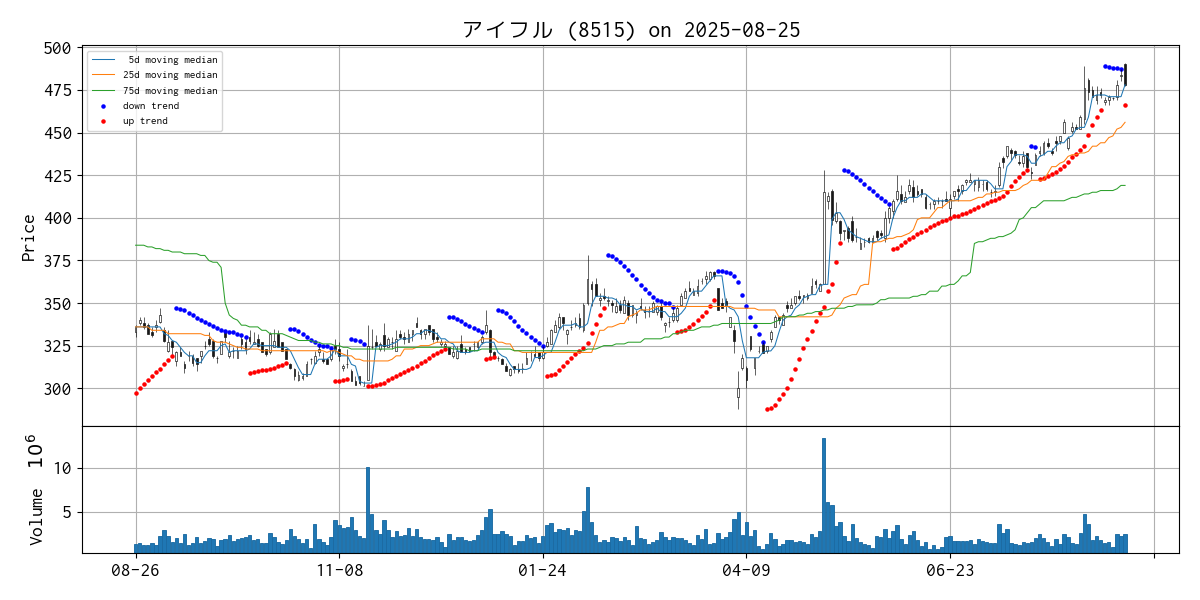 アイフル (8515) on 2025-08-25
5d moving median
25d moving median
75d moving median
down trend
up trend
Price
500
475
450
425
400
375
350
325
300
Volume 10^6
10
5
08-26 11-08 01-24 04-09 06-23